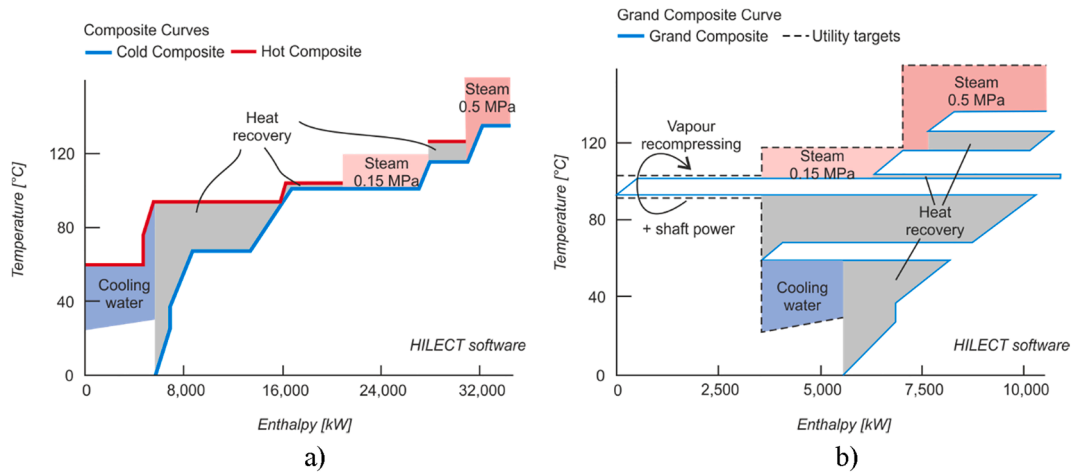 Composite Curves
Cold Composite
Hot Composite
Temperature [°C]
120
80
40
0
Heat
recovery
Steam
0.5 MPa
Steam
0.15 MPa
Cooling
water
HILECT software
0
8,000
16,000
24,000
32,000
Enthalpy [kW]
a)
Grand Composite Curve
Grand Composite
Utility targets
Temperature [°C]
120
80
40
0
Vapour
recompressing
+ shaft power
Steam
0.5 MPa
Steam
0.15 MPa
Heat
recovery
Cooling
water
HILECT software
0
2,500
5,000
7,500
10,000
Enthalpy [kW]
b)